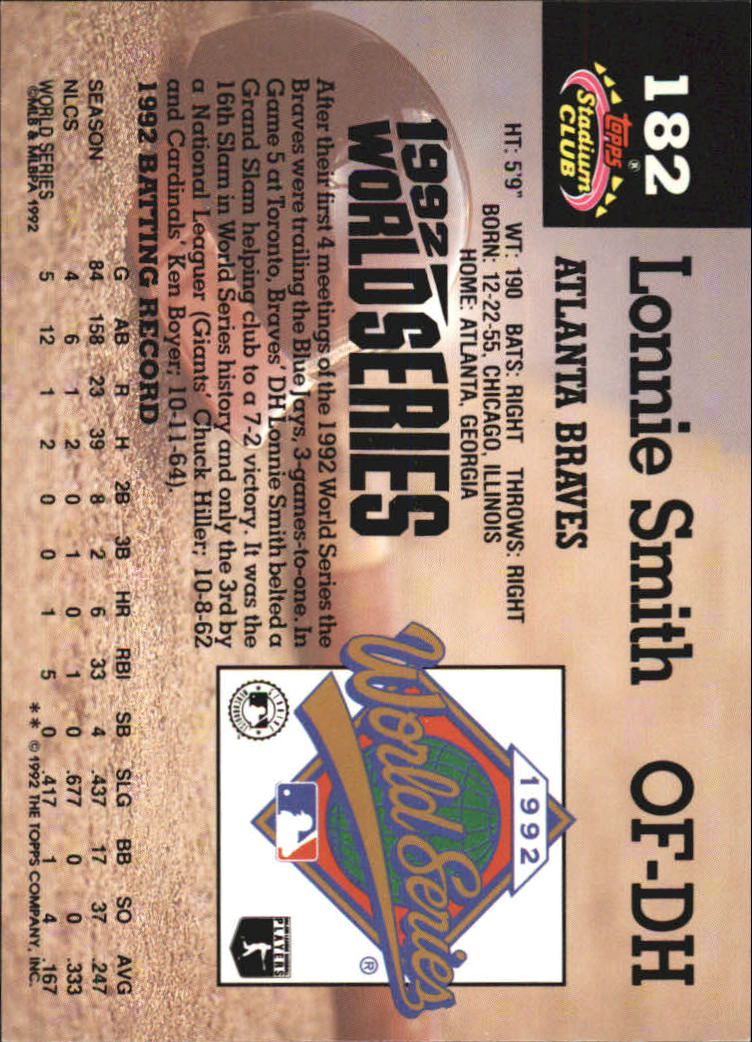 182
Lonnie Smith OF-DH
Topps®
Stadium
CLUB
ATLANTA BRAVES
HT: 5'9" WT: 190 BATS: RIGHT THROWS: RIGHT
BORN: 12-22-55, CHICAGO, ILLINOIS
HOME: ATLANTA, GEORGIA
1992
WORLD SERIES
After their first 4 meetings of the 1992 World Series the
Braves were trailing the Blue Jays, 3-games-to-one. In
Game 5 at Toronto, Braves' DH Lonnie Smith belted a
Grand Slam helping club to a 7-2 victory. It was the
16th Slam in World Series history and only the 3rd by
a National Leaguer (Giants' Chuck Hiller; 10-8-62
and Cardinals' Ken Boyer; 10-11-64).
1992
World Series
®
PLAYERS
1992 BATTING RECORD
G AB R H 2B 3B HR RBI SB SLG BB SO AVG
SEASON 84 158 23 39 8 2 6 33 4 .437 17 37 .247
NLCS 4 6 1 2 0 1 0 1 0 .677 0 0 .333
WORLD SERIES 5 12 1 2 0 0 1 5 0 .417 1 4 .167
©MLB & MLBPA 1992 ** © 1992 THE TOPPS COMPANY, INC.